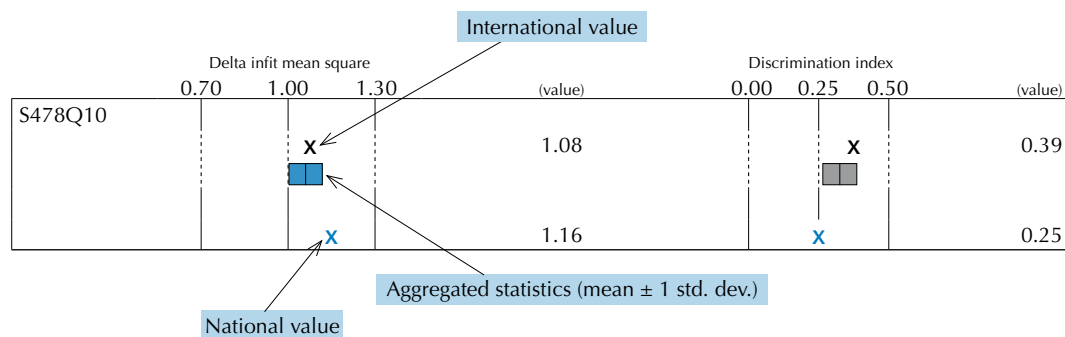 International value
Delta infit mean square Discrimination index
0.70 1.00 1.30 (value) 0.00 0.25 0.50 (value)
S478Q10
X 1.08 X 0.39
X 1.16 X 0.25
Aggregated statistics (mean ± 1 std. dev.)
National value